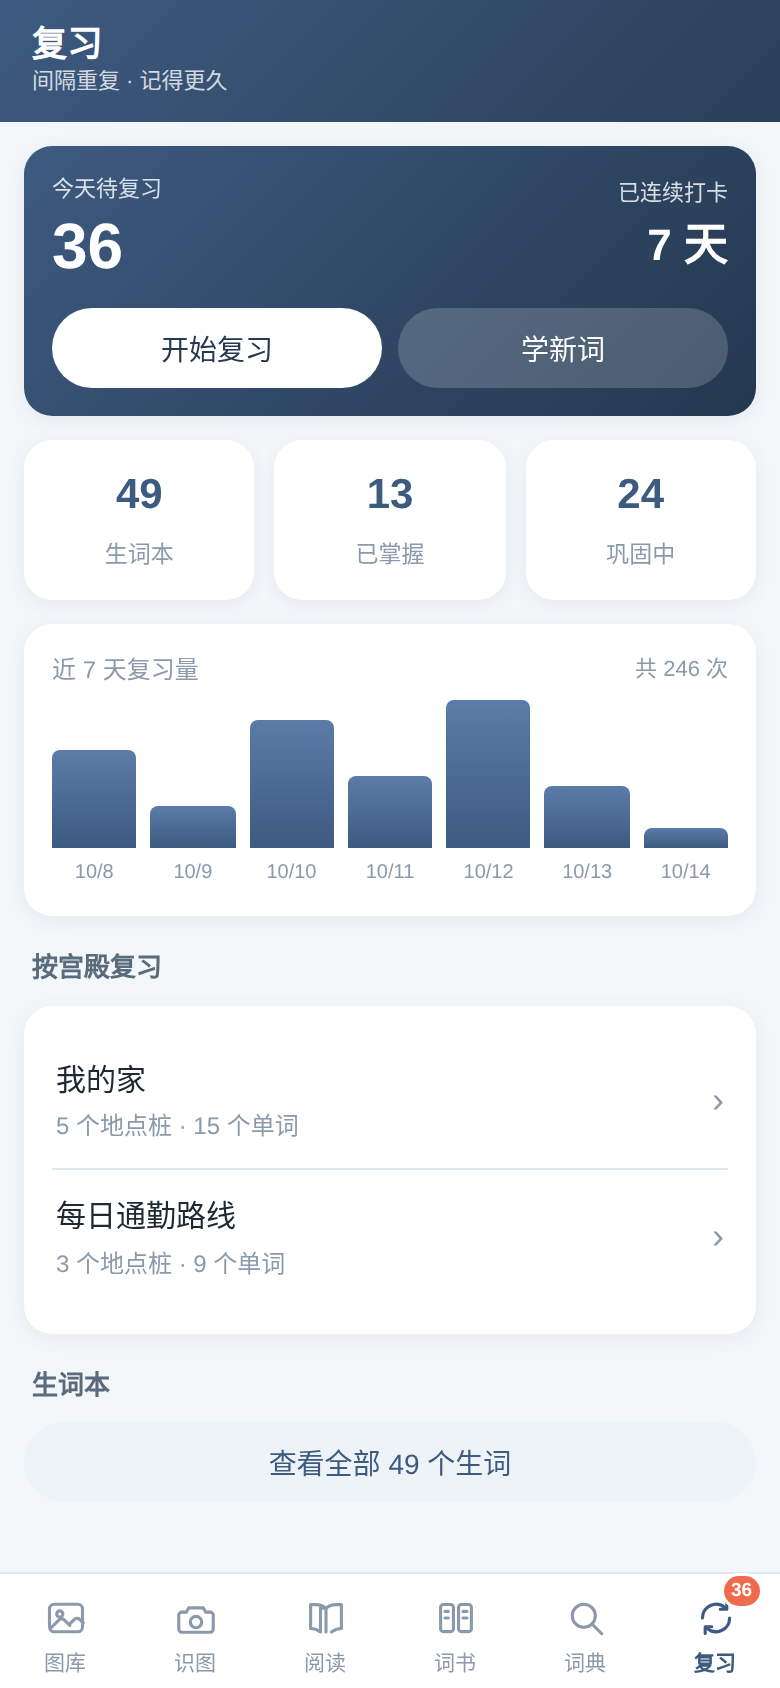 复习
间隔重复 · 记得更久
今天待复习
已连续打卡
36
7 天
开始复习
学新词
49
13
24
生词本
已掌握
巩固中
近 7 天复习量
共 246 次
10/8
10/9
10/10
10/11
10/12
10/13
10/14
按宫殿复习
我的家
5 个地点桩 · 15 个单词
›
每日通勤路线
3 个地点桩 · 9 个单词
›
生词本
查看全部 49 个生词
36
图库
识图
阅读
词书
词典
复习